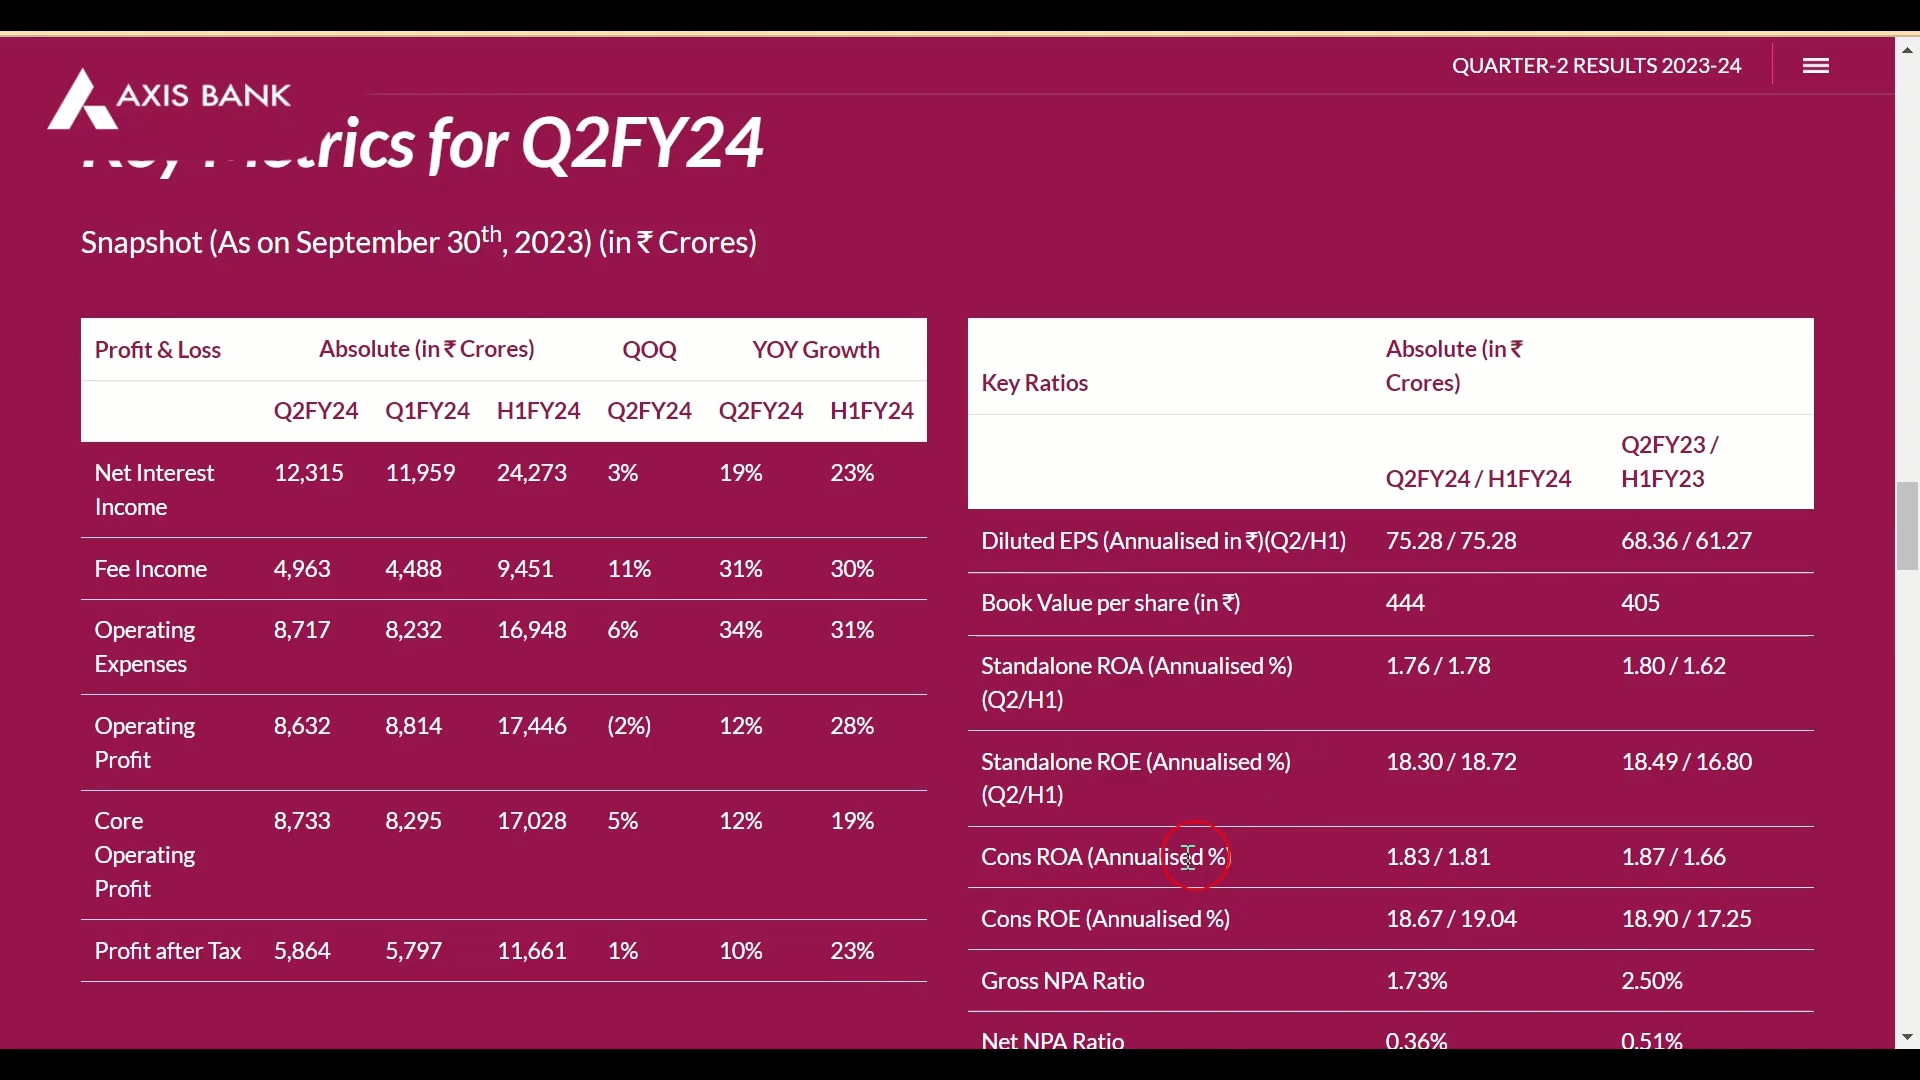 QUARTER-2 RESULTS 2023-24
AXIS BANK
Key Metrics for Q2FY24
Snapshot (As on September 30th, 2023) (in ₹ Crores)
Profit & Loss Absolute (in ₹ Crores) QOQ YOY Growth
Q2FY24 Q1FY24 H1FY24 Q2FY24 Q2FY24 H1FY24
Net Interest 12,315 11,959 24,273 3% 19% 23%
Income
Fee Income 4,963 4,488 9,451 11% 31% 30%
Operating 8,717 8,232 16,948 6% 34% 31%
Expenses
Operating 8,632 8,814 17,446 (2%) 12% 28%
Profit
Core 8,733 8,295 17,028 5% 12% 19%
Operating
Profit
Profit after Tax 5,864 5,797 11,661 1% 10% 23%
Absolute (in ₹
Key Ratios Crores)
Q2FY23 /
Q2FY24 / H1FY24 H1FY23
Diluted EPS (Annualised in ₹)(Q2/H1) 75.28 / 75.28 68.36 / 61.27
Book Value per share (in ₹) 444 405
Standalone ROA (Annualised %) 1.76 / 1.78 1.80 / 1.62
(Q2/H1)
Standalone ROE (Annualised %) 18.30 / 18.72 18.49 / 16.80
(Q2/H1)
Cons ROA (Annualised %) 1.83 / 1.81 1.87 / 1.66
Cons ROE (Annualised %) 18.67 / 19.04 18.90 / 17.25
Gross NPA Ratio 1.73% 2.50%
Net NPA Ratio 0.36% 0.51%